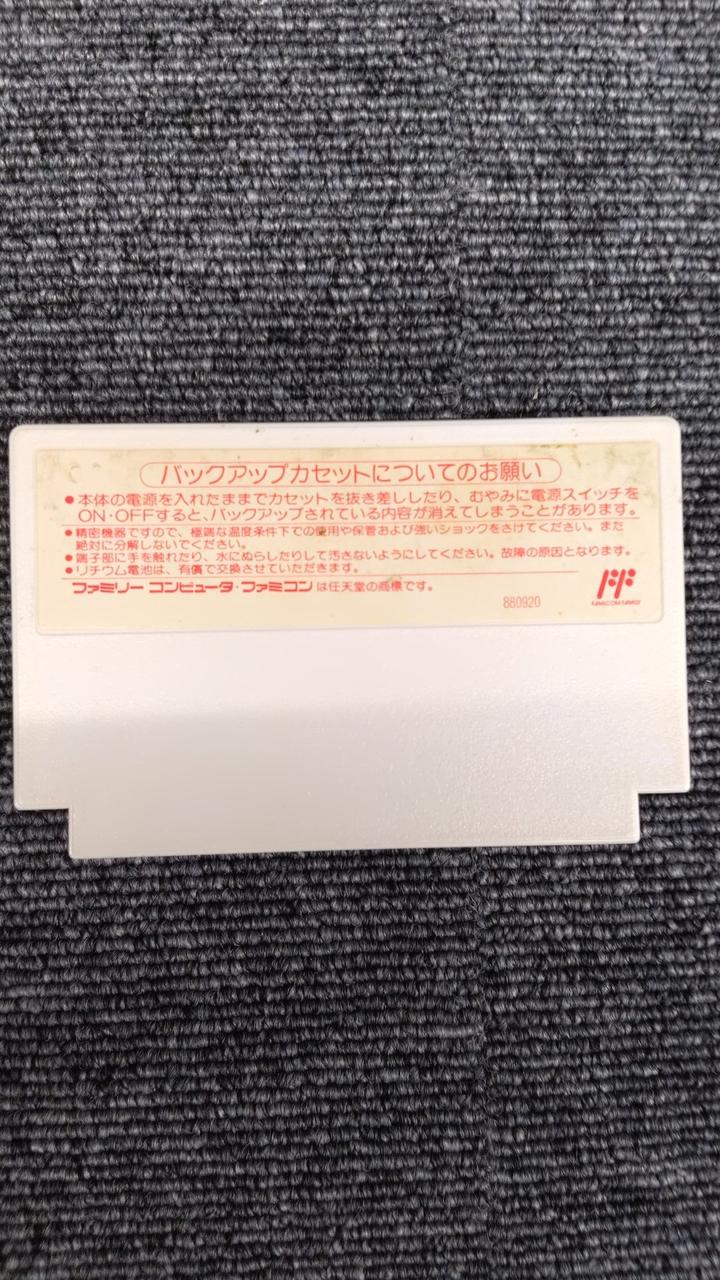 バックアップカセットについてのお願い
●本体の電源を入れたままでカセットを抜き差ししたり、むやみに電源スイッチを
ON・OFFすると、バックアップされている内容が消えてしまうことがあります。
●精密機器ですので、極端な温度条件下での使用や保管および強いショックをさけてください。また
絶対に分解しないでください。
●端子部に手を触れたり、水にぬらしたりして汚さないようにしてください。故障の原因となります。
●リチウム電池は、有償で交換させていただきます。
ファミリー コンピュータ・ファミコンは任天堂の商標です。
880920
FAMICOM FAMILY